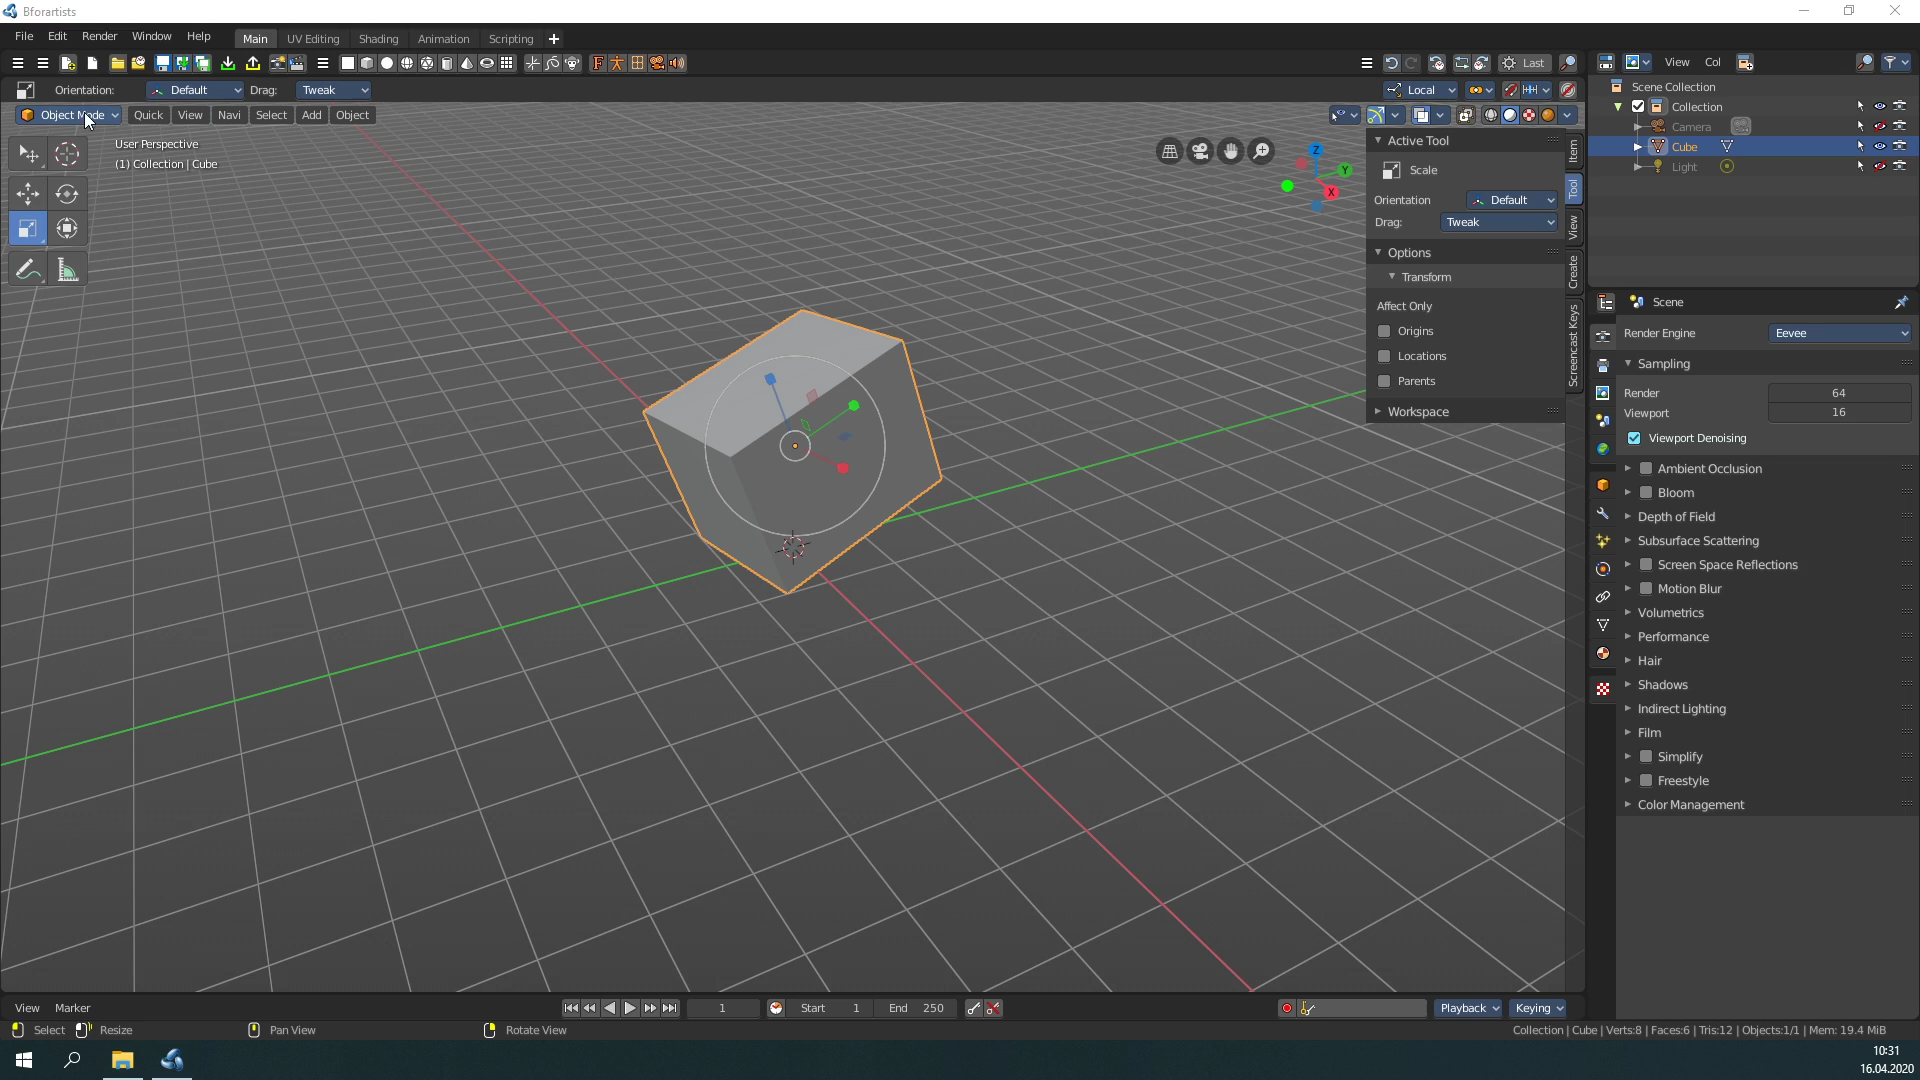 Bforartists
File Edit Render Window Help Main UV Editing Shading Animation Scripting +
Last View Col
Orientation: Default Drag: Tweak Local
Scene Collection
Object Mode Quick View Navi Select Add Object
Collection
Camera
Cube
Light
User Perspective
(1) Collection | Cube
Z
Y
X
Active Tool
Scale
Orientation Default
Drag: Tweak
Options
Transform
Affect Only
Origins
Locations
Parents
Workspace
Item
Tool
View
Create
Screencast Keys
Scene
Render Engine Eevee
Sampling
Render 64
Viewport 16
Viewport Denoising
Ambient Occlusion
Bloom
Depth of Field
Subsurface Scattering
Screen Space Reflections
Motion Blur
Volumetrics
Performance
Hair
Shadows
Indirect Lighting
Film
Simplify
Freestyle
Color Management
View Marker 1 Start 1 End 250 Playback Keying
Select Resize Pan View Rotate View Collection | Cube | Verts:8 | Faces:6 | Tris:12 | Objects:1/1 | Mem: 19.4 MiB
10:31
16.04.2020